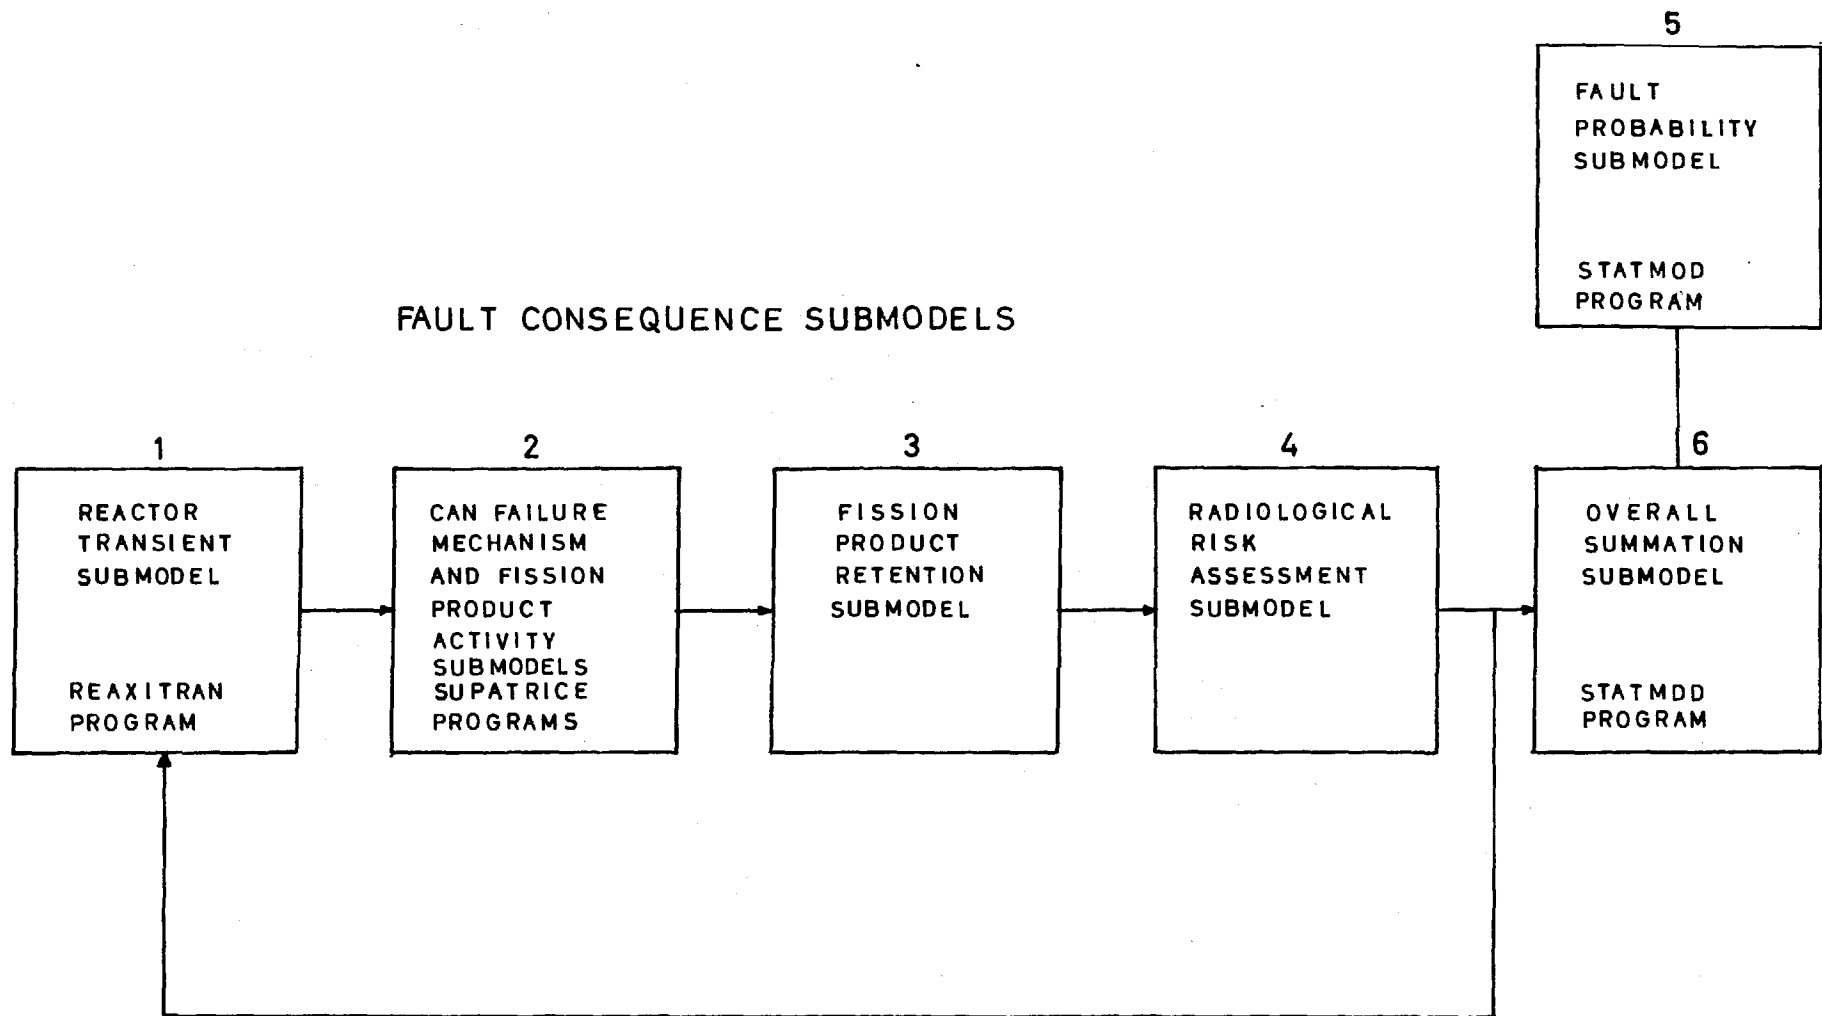 5
FAULT
PROBABILITY
SUBMODEL
STATMOD
PROGRAM
FAULT CONSEQUENCE SUBMODELS
1
REACTOR
TRANSIENT
SUBMODEL
REAXITRAN
PROGRAM
2
CAN FAILURE
MECHANISM
AND FISSION
PRODUCT
ACTIVITY
SUBMODELS
SUPATRICE
PROGRAMS
3
FISSION
PRODUCT
RETENTION
SUBMODEL
4
RADIOLOGICAL
RISK
ASSESSMENT
SUBMODEL
6
OVERALL
SUMMATION
SUBMODEL
STATMDD
PROGRAM